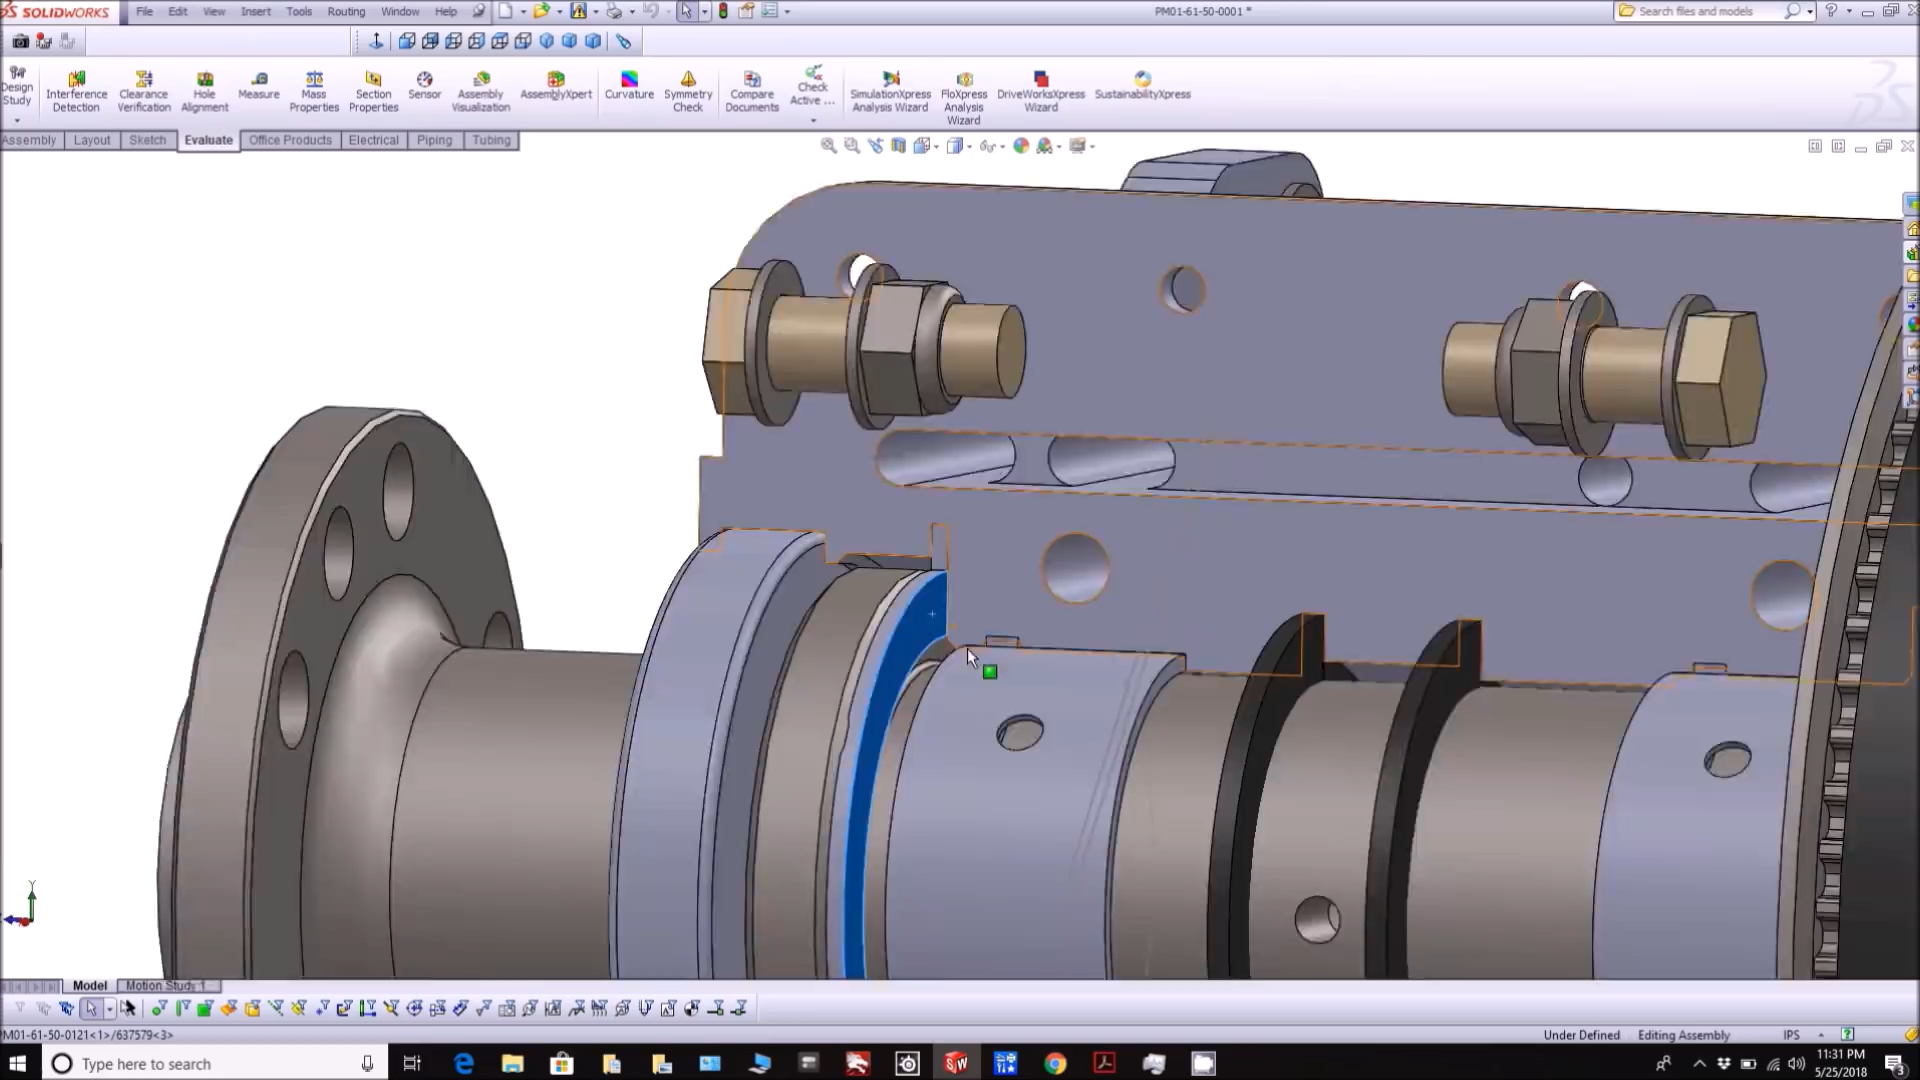 SOLIDWORKS File Edit View Insert Tools Routing Window Help PM01-61-50-0001 * Search files and models
Design Study
Interference Detection
Clearance Verification
Hole Alignment
Measure
Mass Properties
Section Properties
Sensor
Assembly Visualization
AssemblyXpert
Curvature
Symmetry Check
Compare Documents
Check Active ...
SimulationXpress Analysis Wizard
FloXpress Analysis Wizard
DriveWorksXpress Wizard
SustainabilityXpress
Assembly Layout Sketch Evaluate Office Products Electrical Piping Tubing
Y
Model Motion Study 1
PM01-61-50-0121<1>/637579<3> Under Defined Editing Assembly IPS
Type here to search
11:31 PM
5/25/2018